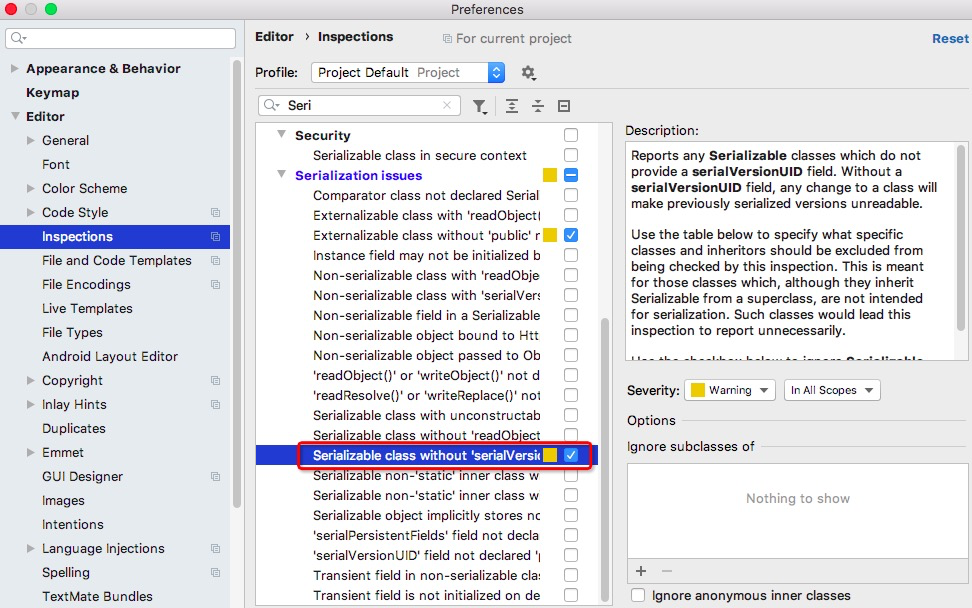 Preferences
Appearance & Behavior
Keymap
Editor
General
Font
Color Scheme
Code Style
Inspections
File and Code Templates
File Encodings
Live Templates
File Types
Android Layout Editor
Copyright
Inlay Hints
Duplicates
Emmet
GUI Designer
Images
Intentions
Language Injections
Spelling
TextMate Bundles
Editor › Inspections
For current project
Reset
Profile:
Project Default Project
Seri
Security
Serializable class in secure context
Serialization issues
Comparator class not declared Serial
Externalizable class with 'readObject(
Externalizable class without 'public' r
Instance field may not be initialized b
Non-serializable class with 'readObje
Non-serializable class with 'serialVers
Non-serializable field in a Serializable
Non-serializable object bound to Htt
Non-serializable object passed to Ob
'readObject()' or 'writeObject()' not d
'readResolve()' or 'writeReplace()' not
Serializable class with unconstructab
Serializable class without 'readObject
Serializable class without 'serialVersio
Serializable non-'static' inner class w
Serializable non-'static' inner class w
Serializable object implicitly stores no
'serialPersistentFields' field not decla
'serialVersionUID' field not declared 'p
Transient field in non-serializable clas
Transient field is not initialized on de
Description:
Reports any Serializable classes which do not
provide a serialVersionUID field. Without a
serialVersionUID field, any change to a class will
make previously serialized versions unreadable.
Use the table below to specify what specific
classes and inheritors should be excluded from
being checked by this inspection. This is meant
for those classes which, although they inherit
Serializable from a superclass, are not intended
for serialization. Such classes would lead this
inspection to report unnecessarily.
Use the checkbox below to ignore Serializable
Severity:
Warning
In All Scopes
Options
Ignore subclasses of
Nothing to show
Ignore anonymous inner classes